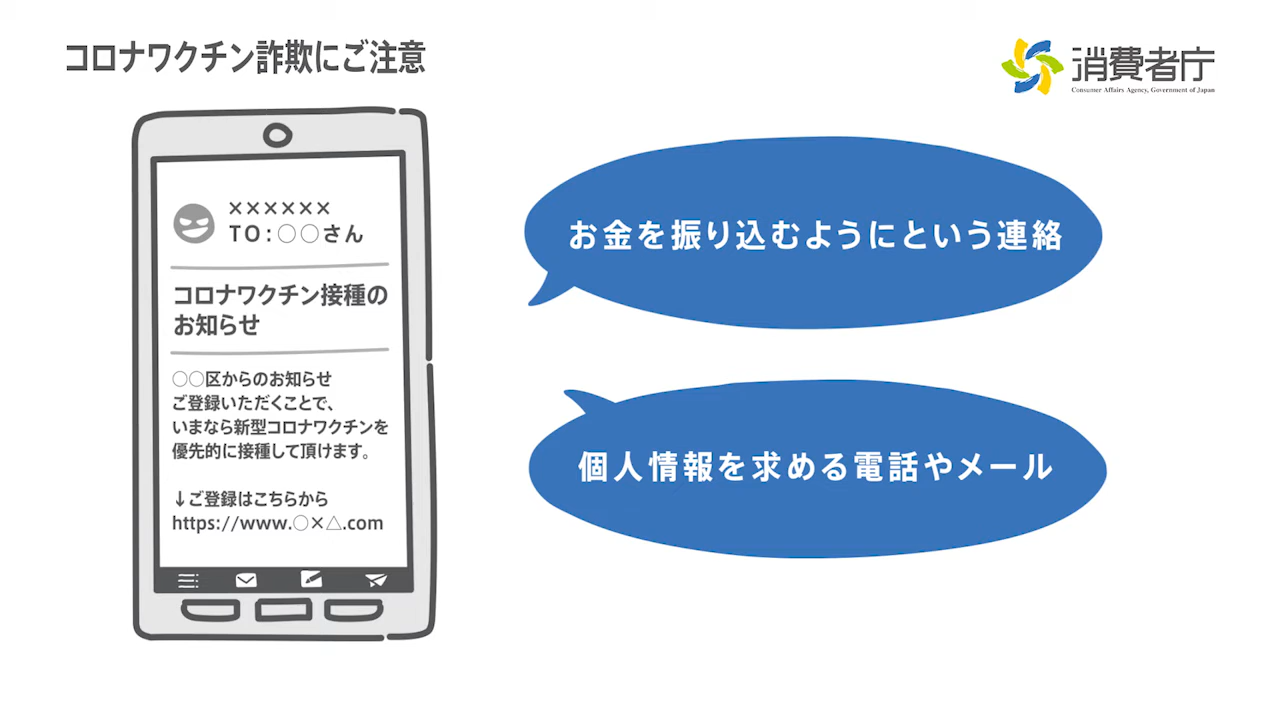 コロナワクチン詐欺にご注意
消費者庁
Consumer Affairs Agency, Government of Japan
××××××
TO:○○さん
コロナワクチン接種の
お知らせ
○○区からのお知らせ
ご登録いただくことで、
いまなら新型コロナワクチンを
優先的に接種して頂けます。
↓ご登録はこちらから
https://www.○×△.com
お金を振り込むようにという連絡
個人情報を求める電話やメール